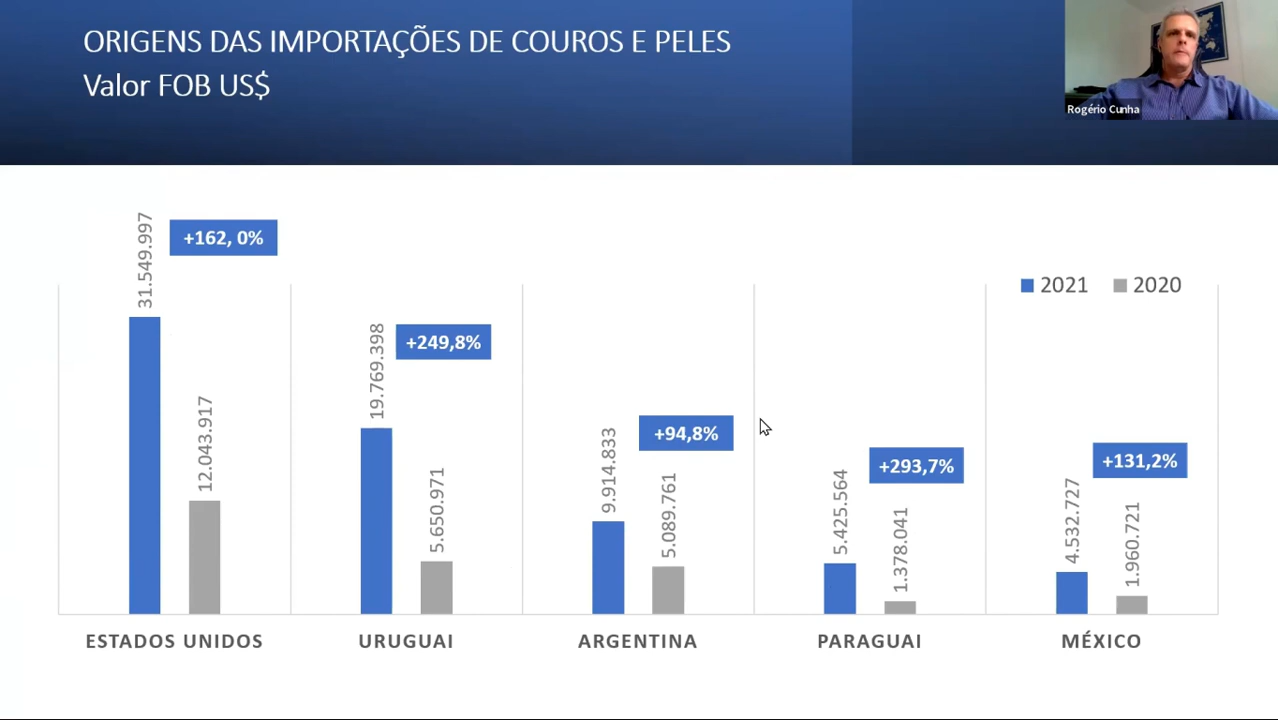 ORIGENS DAS IMPORTAÇÕES DE COUROS E PELES
Valor FOB US$
Rogério Cunha
2021
2020
31.549.997
+162, 0%
12.043.917
19.769.398
+249,8%
5.650.971
9.914.833
+94,8%
5.089.761
5.425.564
+293,7%
1.378.041
4.532.727
+131,2%
1.960.721
ESTADOS UNIDOS
URUGUAI
ARGENTINA
PARAGUAI
MÉXICO